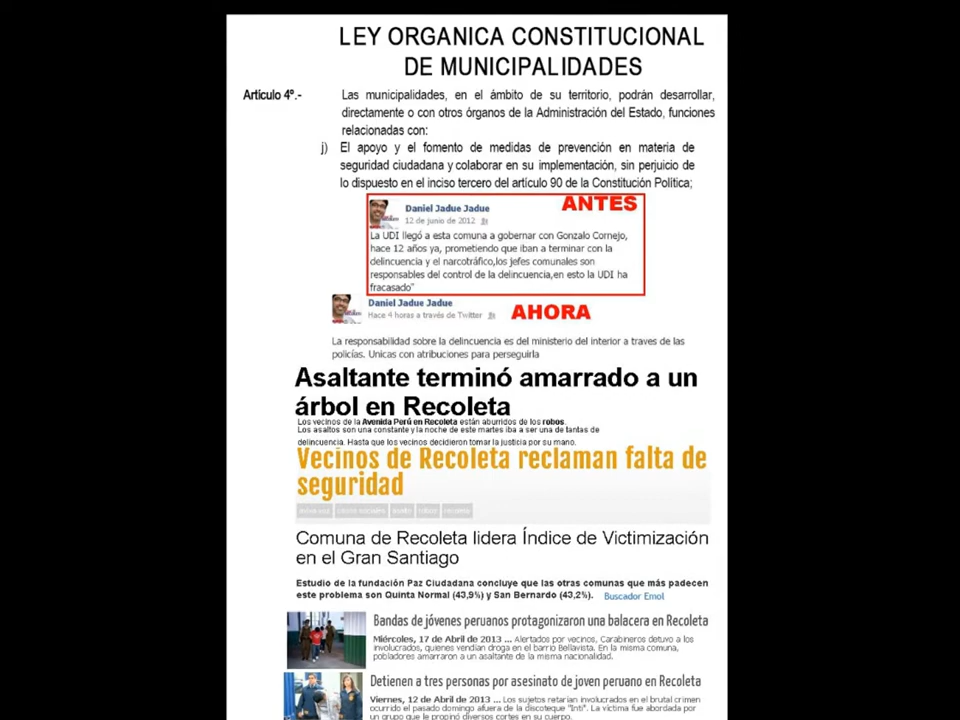 LEY ORGANICA CONSTITUCIONAL
DE MUNICIPALIDADES
Artículo 4º.- Las municipalidades, en el ámbito de su territorio, podrán desarrollar,
directamente o con otros órganos de la Administración del Estado, funciones
relacionadas con:
j) El apoyo y el fomento de medidas de prevención en materia de
seguridad ciudadana y colaborar en su implementación, sin perjuicio de
lo dispuesto en el inciso tercero del artículo 90 de la Constitución Política;
Daniel Jadue Jadue ANTES
12 de junio de 2012
La UDI llegó a esta comuna a gobernar con Gonzalo Cornejo,
hace 12 años ya, prometiendo que iban a terminar con la
delincuencia y el narcotráfico,los jefes comunales son
responsables del control de la delincuencia,en esto la UDI ha
fracasado"
Daniel Jadue Jadue
Hace 4 horas a través de Twitter AHORA
La responsabilidad sobre la delincuencia es del ministerio del interior a traves de las
policías. Unicas con atribuciones para perseguirla
Asaltante terminó amarrado a un
árbol en Recoleta
Los vecinos de la Avenida Perú en Recoleta están aburridos de los robos.
Los asaltos son una constante y la noche de este martes iba a ser una de tantas de
delincuencia. Hasta que los vecinos decidieron tomar la justicia por su mano.
Vecinos de Recoleta reclaman falta de
seguridad
robos recoleta
Comuna de Recoleta lidera Índice de Victimización
en el Gran Santiago
Estudio de la fundación Paz Ciudadana concluye que las otras comunas que más padecen
este problema son Quinta Normal (43,9%) y San Bernardo (43,2%). Buscador Emol
Bandas de jóvenes peruanos protagonizaron una balacera en Recoleta
Miércoles, 17 de Abril de 2013 ... Alertados por vecinos, Carabineros detuvo a los
involucrados, quienes vendían droga en el barrio Bellavista. En la misma comuna,
pobladores amarraron a un asaltante de la misma nacionalidad.
Detienen a tres personas por asesinato de joven peruano en Recoleta
Viernes, 12 de Abril de 2013 ... Los sujetos retarían involucrados en el brutal crimen
ocurrido el pasado domingo afuera de la discoteque "Inti". La víctima fue abordada por
un grupo que le propinó diversos cortes en su cuerpo.